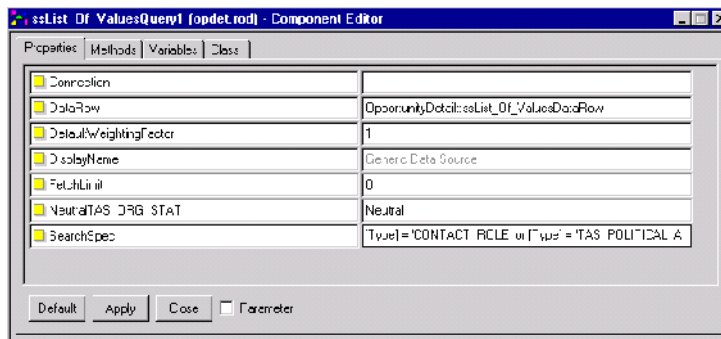 ssList_Of_ValuesQuery1 (opdet.rod) - Component Editor
Properties Methods Variables Class
Connection
DataRow OpportunityDetail::ssList_Of_ValuesDataRow
DefaultWeightingFactor 1
DisplayName Generic Data Source
FetchLimit 0
NeutralTAS_ORG_STAT Neutral
SearchSpec [Type] = 'CONTACT_ROLE' or [Type] = 'TAS_POLITICAL_A
Default Apply Close Parameter